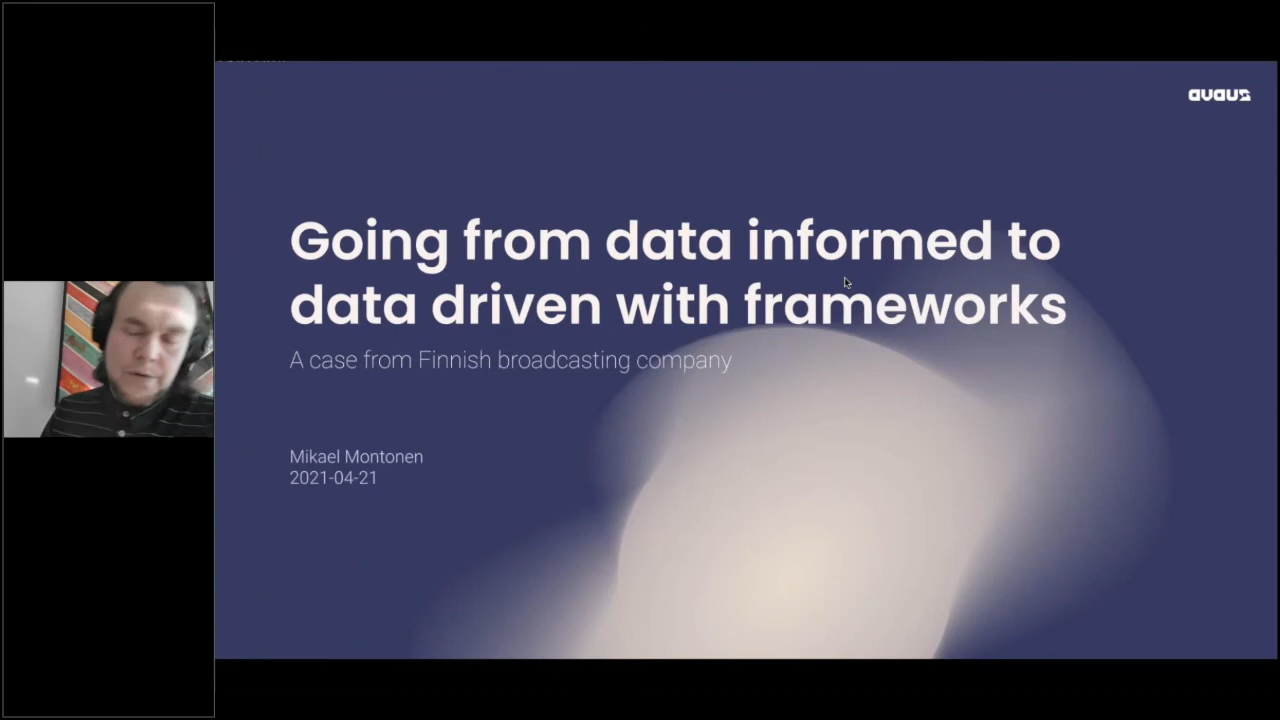 avaus
Going from data informed to
data driven with frameworks
A case from Finnish broadcasting company
Mikael Montonen
2021-04-21